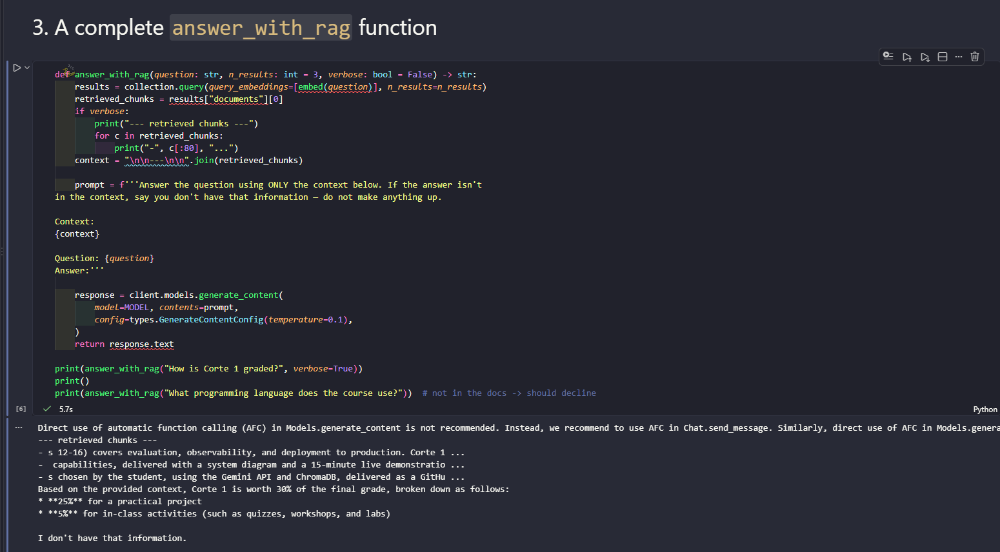 3. A complete answer_with_rag function
def answer_with_rag(question: str, n_results: int = 3, verbose: bool = False) -> str:
    results = collection.query(query_embeddings=[embed(question)], n_results=n_results)
    retrieved_chunks = results["documents"][0]
    if verbose:
        print("--- retrieved chunks ---")
        for c in retrieved_chunks:
            print("-", c[:80], "...")
    context = "\n\n---\n\n".join(retrieved_chunks)
    prompt = f'''Answer the question using ONLY the context below. If the answer isn't
in the context, say you don't have that information — do not make anything up.
Context:
{context}
Question: {question}
Answer:'''
    response = client.models.generate_content(
        model=MODEL, contents=prompt,
        config=types.GenerateContentConfig(temperature=0.1),
    )
    return response.text
print(answer_with_rag("How is Corte 1 graded?", verbose=True))
print()
print(answer_with_rag("What programming language does the course use?"))  # not in the docs -> should decline
[6] 5.7s Python
Direct use of automatic function calling (AFC) in Models.generate_content is not recommended. Instead, we recommend to use AFC in Chat.send_message. Similarly, direct use of AFC in Models.genera
--- retrieved chunks ---
- s 12-16) covers evaluation, observability, and deployment to production. Corte 1 ...
-  capabilities, delivered with a system diagram and a 15-minute live demonstratio ...
- s chosen by the student, using the Gemini API and ChromaDB, delivered as a GitHu ...
Based on the provided context, Corte 1 is worth 30% of the final grade, broken down as follows:
* **25%** for a practical project
* **5%** for in-class activities (such as quizzes, workshops, and labs)
I don't have that information.